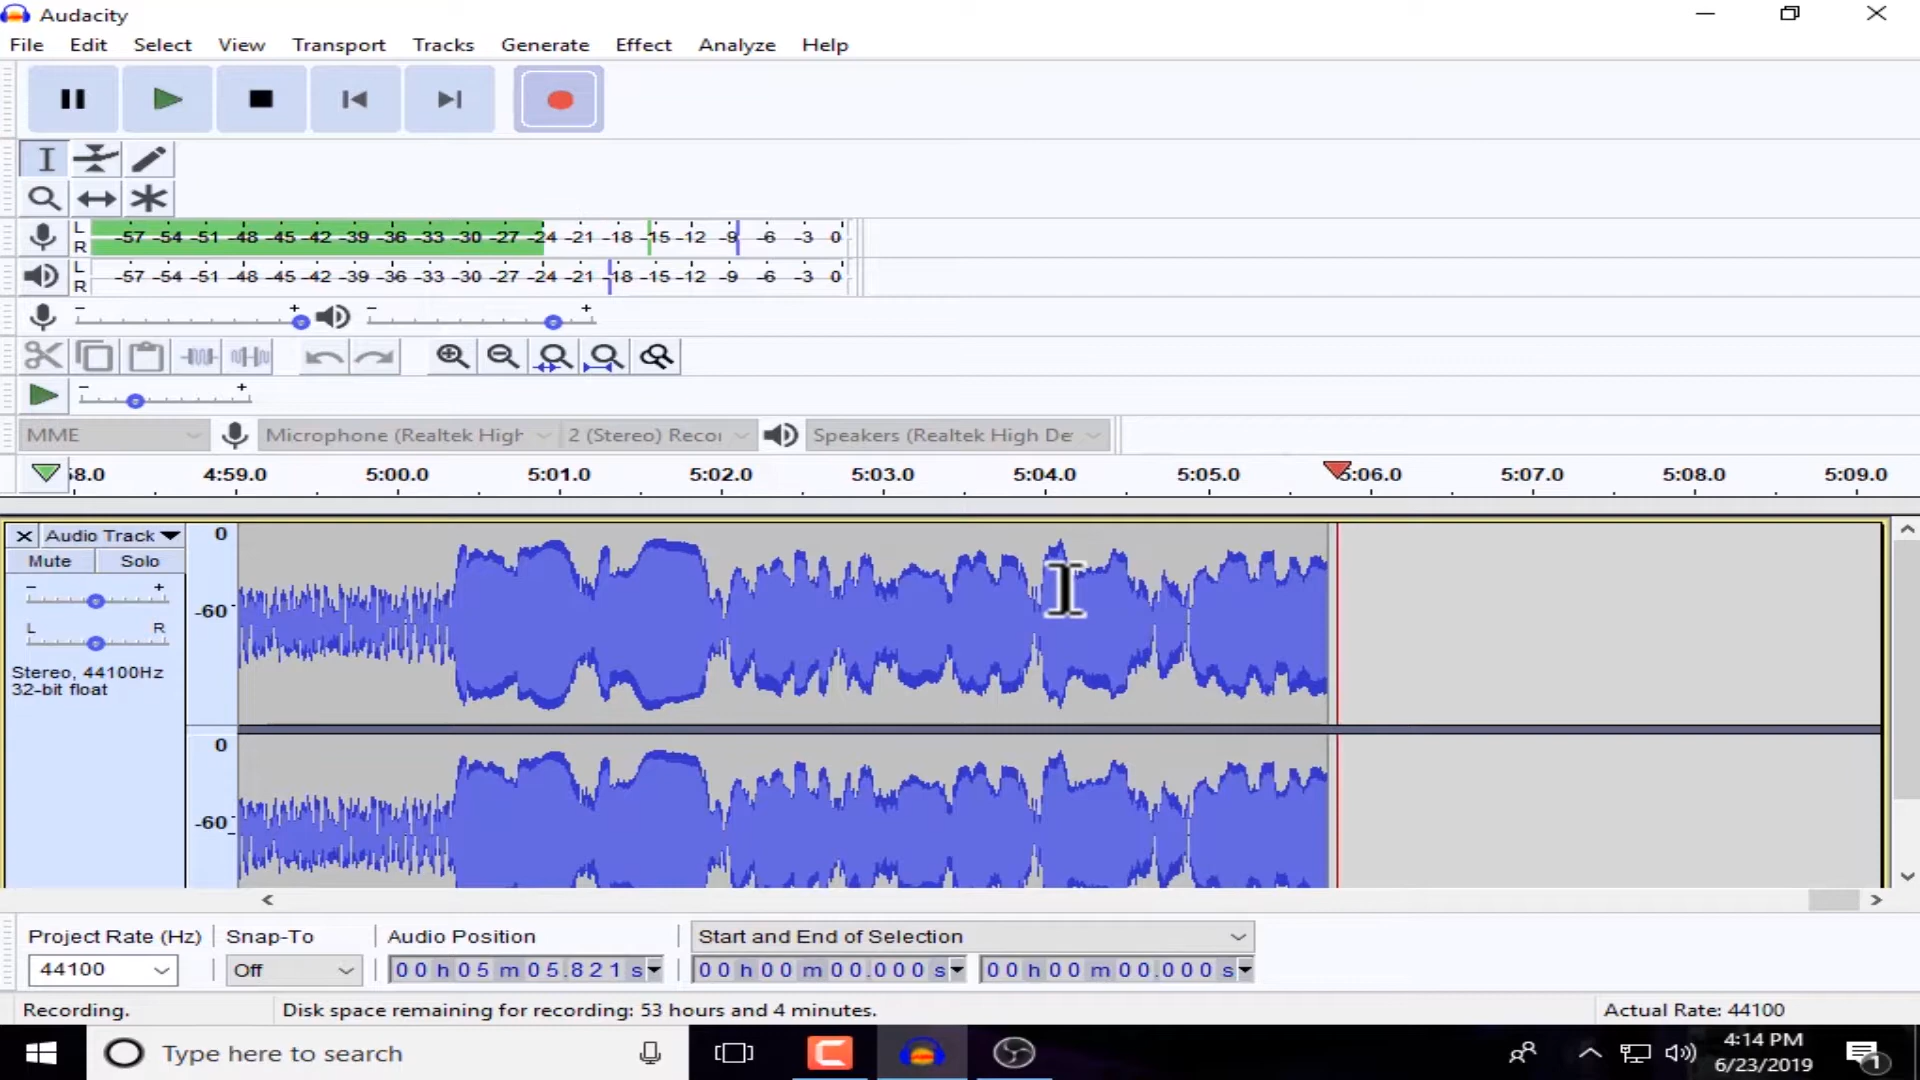 Audacity
File Edit Select View Transport Tracks Generate Effect Analyze Help
L
R
-57 -54 -51 -48 -45 -42 -39 -36 -33 -30 -27 -24 -21 -18 -15 -12 -9 -6 -3 0
L
R
-57 -54 -51 -48 -45 -42 -39 -36 -33 -30 -27 -24 -21 -18 -15 -12 -9 -6 -3 0
- + - +
- +
MME Microphone (Realtek High 2 (Stereo) Recor Speakers (Realtek High De
58.0 4:59.0 5:00.0 5:01.0 5:02.0 5:03.0 5:04.0 5:05.0 5:06.0 5:07.0 5:08.0 5:09.0
Audio Track 0
Mute Solo
- +
-60
L R
Stereo, 44100Hz
32-bit float
0
-60
Project Rate (Hz) Snap-To Audio Position Start and End of Selection
44100 Off 00 h 05 m 05.821 s 00 h 00 m 00.000 s 00 h 00 m 00.000 s
Recording. Disk space remaining for recording: 53 hours and 4 minutes. Actual Rate: 44100
Type here to search
4:14 PM
6/23/2019
1